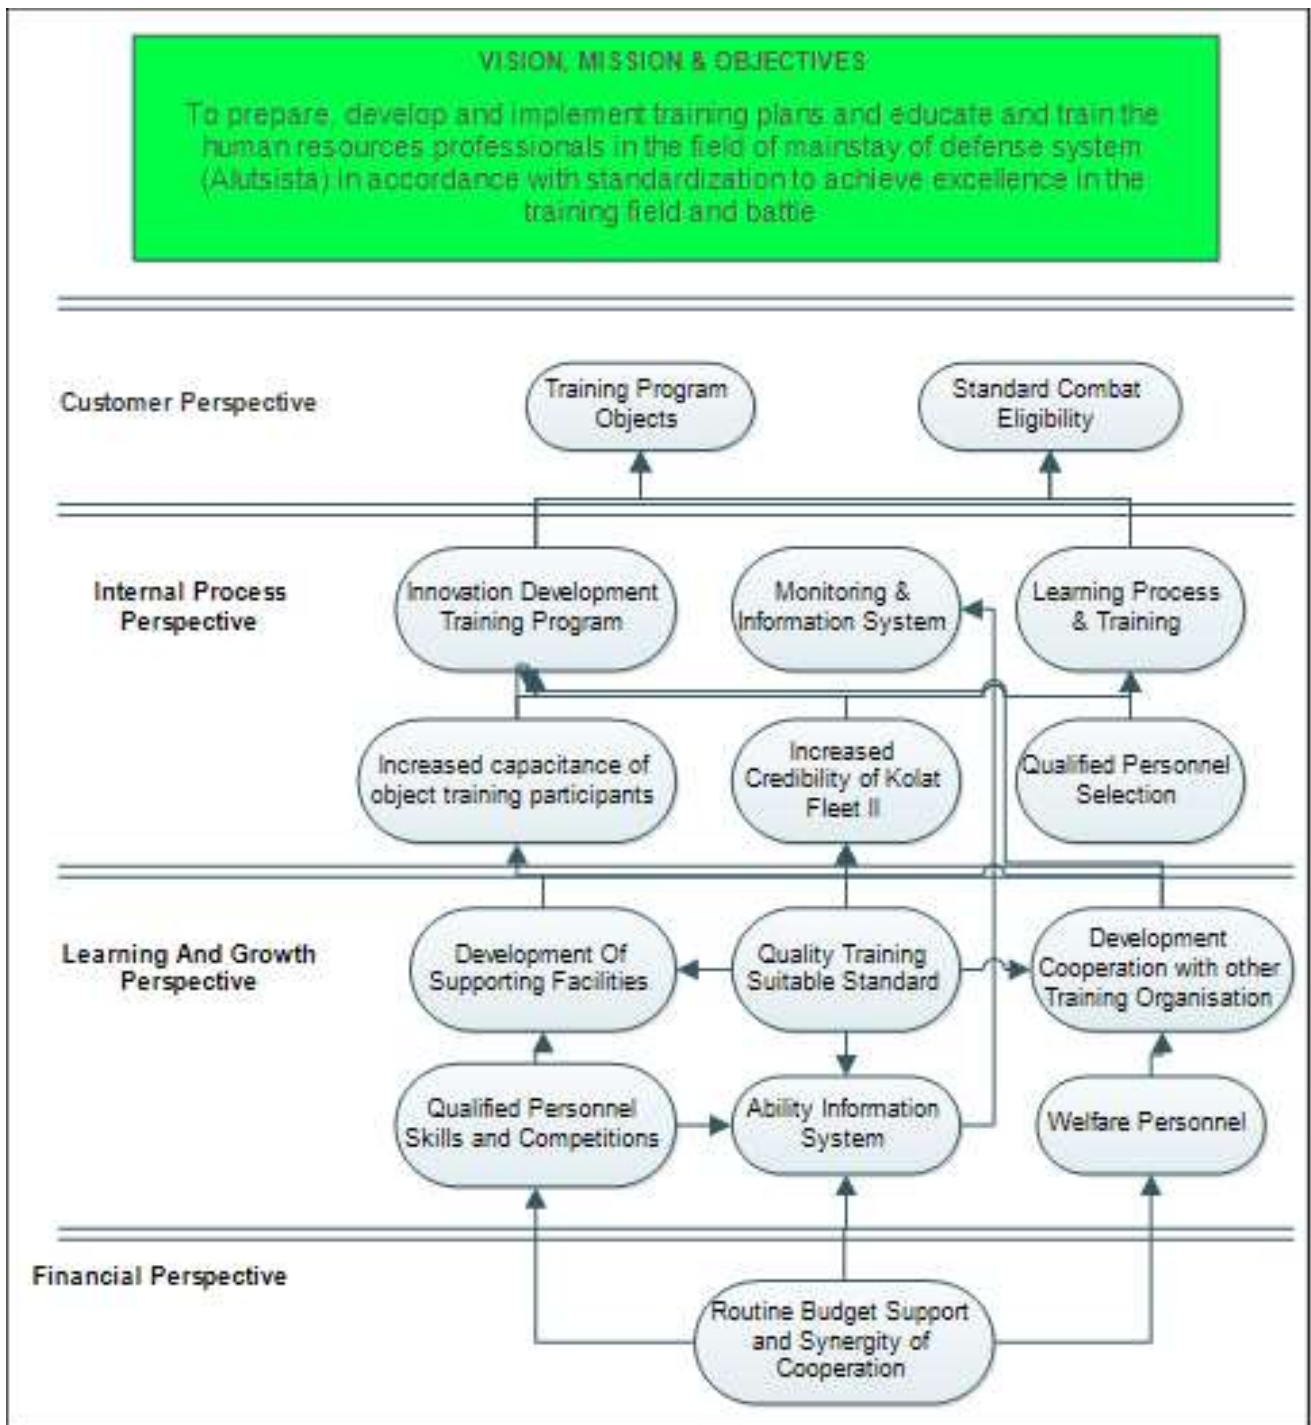 VISION, MISSION & OBJECTIVES
To prepare, develop and implement training plans and educate and train the
human resources professionals in the field of mainstay of defense system
(Alutsista) in accordance with standardization to achieve excellence in the
training field and battle
Customer Perspective
Training Program
Objects
Standard Combat
Eligibility
Internal Process
Perspective
Innovation Development
Training Program
Monitoring &
Information System
Learning Process
& Training
Increased capacitance of
object training participants
Increased
Credibility of Kolat
Fleet II
Qualified Personnel
Selection
Learning And Growth
Perspective
Development Of
Supporting Facilities
Quality Training
Suitable Standard
Development
Cooperation with other
Training Organisation
Qualified Personnel
Skills and Competitions
Ability Information
System
Welfare Personnel
Financial Perspective
Routine Budget Support
and Synergity of
Cooperation